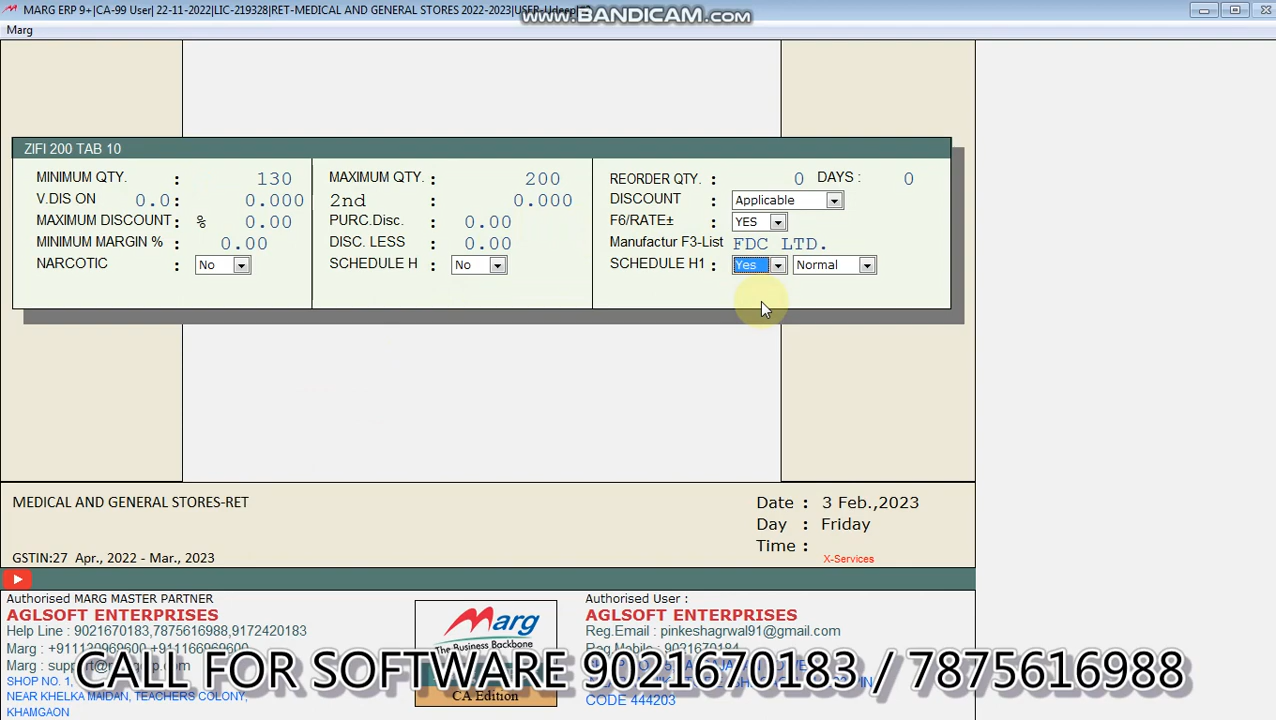 MARG ERP 9+|CA-99 User| 22-11-2022|LIC-219328|RET-MEDICAL AND GENERAL STORES 2022-2023|USER-
www.BANDICAM.com
Marg
ZIFI 200 TAB 10
MINIMUM QTY. : 130 MAXIMUM QTY. : 200 REORDER QTY. : 0 DAYS : 0
V.DIS ON 0.0: 0.000 2nd : 0.000 DISCOUNT : Applicable
MAXIMUM DISCOUNT : % 0.00 PURC.Disc. : 0.00 F6/RATE± : YES
MINIMUM MARGIN % : 0.00 DISC. LESS : 0.00 Manufactur F3-List FDC LTD.
NARCOTIC : No SCHEDULE H : No SCHEDULE H1 : Yes Normal
MEDICAL AND GENERAL STORES-RET
Date : 3 Feb.,2023
Day : Friday
Time :
GSTIN:27 Apr., 2022 - Mar., 2023
X-Services
Authorised MARG MASTER PARTNER
AGLSOFT ENTERPRISES
Help Line : 9021670183,7875616988,9172420183
Marg :
Marg :
NEAR KHELKA MAIDAN, TEACHERS COLONY,
KHAMGAON
Marg
The Business Backbone
CA Edition
Authorised User :
AGLSOFT ENTERPRISES
Reg.Email : pinkeshagrwal91@gmail.com
CODE 444203
CALL FOR SOFTWARE 9021670183 / 7875616988